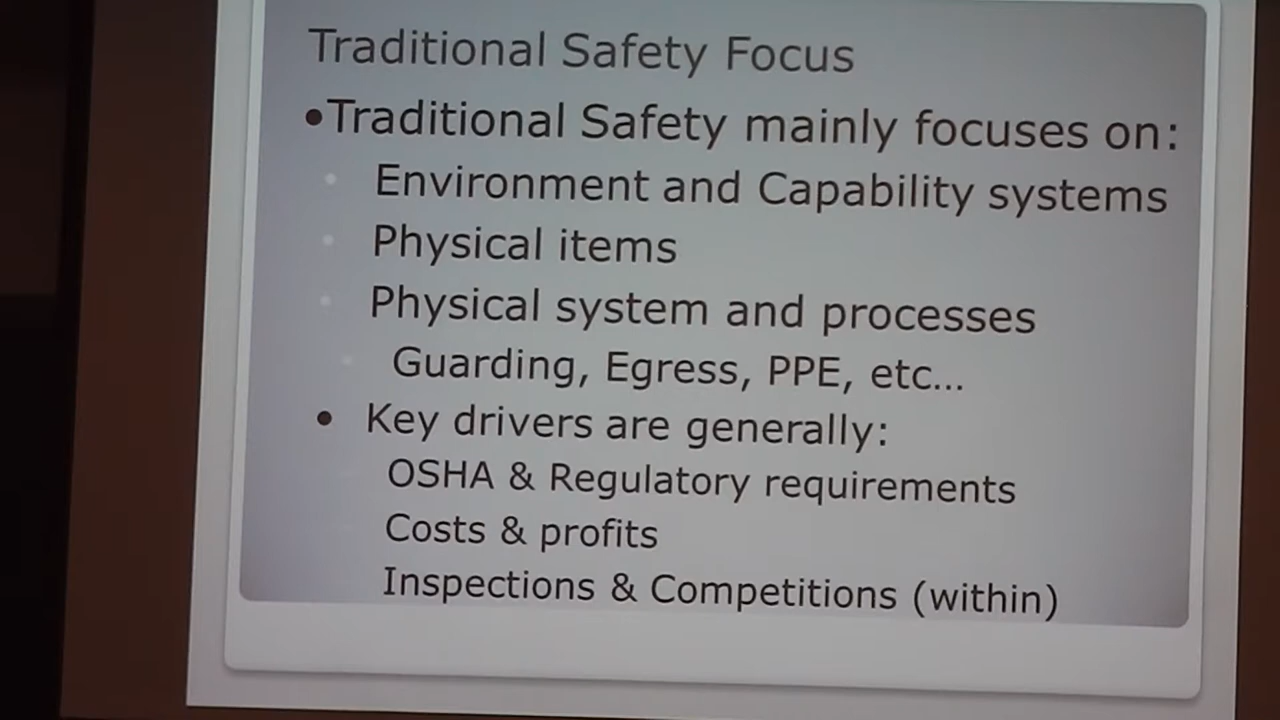 Traditional Safety Focus
•Traditional Safety mainly focuses on:
• Environment and Capability systems
• Physical items
• Physical system and processes
• Guarding, Egress, PPE, etc...
• Key drivers are generally:
OSHA & Regulatory requirements
Costs & profits
Inspections & Competitions (within)